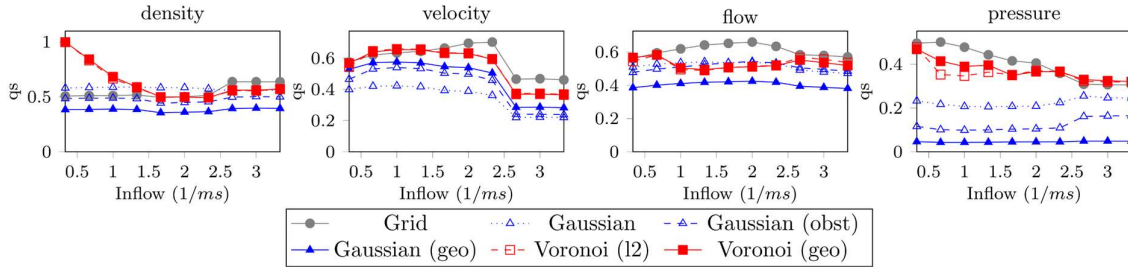 density
1
0.5
0
qs
0.5 1 1.5 2 2.5 3
Inflow (1/ms)
velocity
0.6
0.4
0.2
0
qs
0.5 1 1.5 2 2.5 3
Inflow (1/ms)
flow
0.6
0.4
0.2
0
qs
0.5 1 1.5 2 2.5 3
Inflow (1/ms)
pressure
0.4
0.2
0
qs
0.5 1 1.5 2 2.5 3
Inflow (1/ms)
Grid Gaussian Gaussian (obst)
Gaussian (geo) Voronoi (l2) Voronoi (geo)